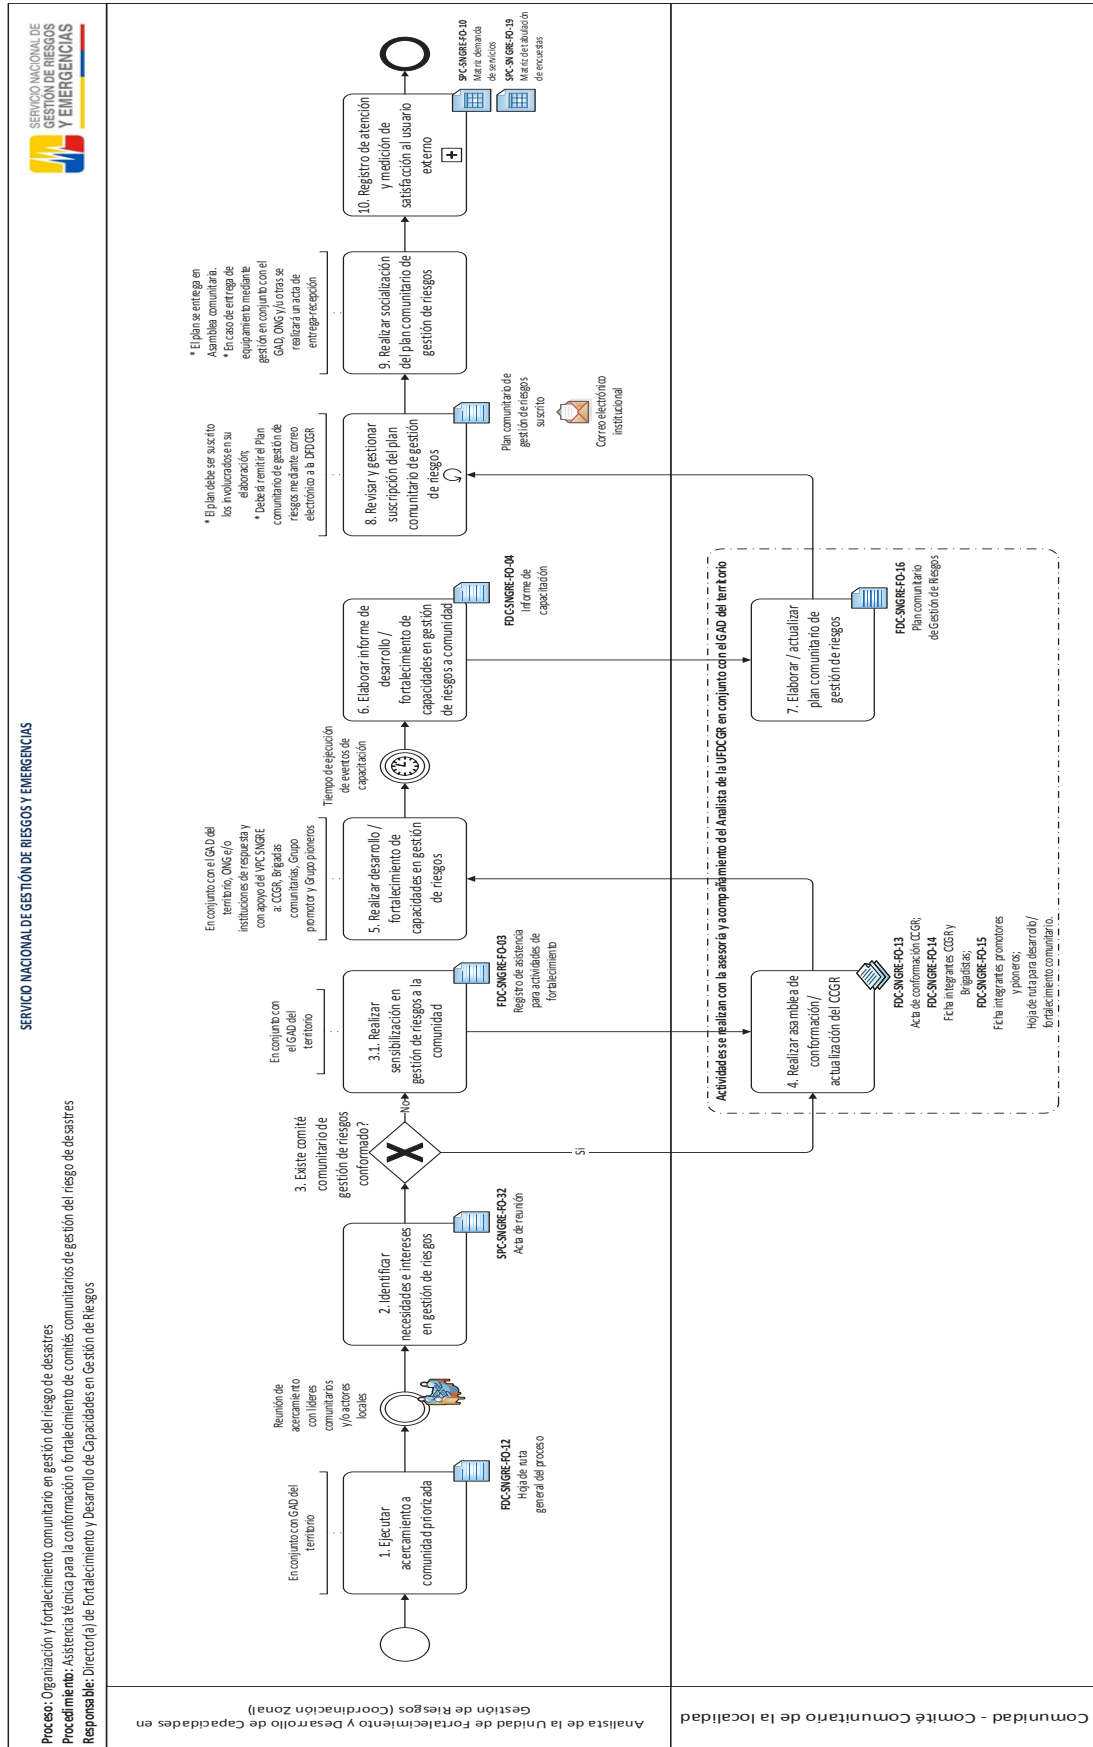 SERVICIO NACIONAL DE GESTIÓN DE RIESGOS Y EMERGENCIAS
SERVICIO NACIONAL DE
GESTIÓN DE RIESGOS
Y EMERGENCIAS
Proceso: Organización y fortalecimiento comunitario en gestión del riesgo de desastres
Procedimiento: Asistencia técnica para la conformación o fortalecimiento de comités comunitarios de gestión del riesgo de desastres
Responsable: Director(a) de Fortalecimiento y Desarrollo de Capacidades en Gestión de Riesgos
Analista de la Unidad de Fortalecimiento y Desarrollo de Capacidades en
Gestión de Riesgos (Coordinación Zonal)
En conjunto con GAD del
territorio
1. Ejecutar
acercamiento a
comunidad priorizada
FDC-SNGRE-FO-12
Hoja de ruta
general del proceso
Reunión de
acercamiento
con líderes
comunitarios
y/o actores
locales
2. Identificar
necesidades e intereses
en gestión de riesgos
SPC-SNGRE-FO-32
Acta de reunión
3. Existe comité
comunitario de
gestión de riesgos
conformado?
No
Si
En conjunto con
el GAD del
territorio
3.1. Realizar
sensibilización en
gestión de riesgos a la
comunidad
FDC-SNGRE-FO-03
Registro de asistencia
para actividades de
fortalecimiento
En conjunto con el GAD del
territorio, ONG e/o
instituciones de respuesta y
con apoyo del VPC SNGRE
a: CCGR, Brigadas
comunitarias, Grupo
promotor y Grupo pioneros
5. Realizar desarrollo /
fortalecimiento de
capacidades en gestión
de riesgos
Tiempo de ejecución
de eventos de
capacitación
6. Elaborar informe de
desarrollo /
fortalecimiento de
capacidades en gestión
de riesgos a comunidad
FDC-SNGRE-FO-04
Informe de
capacitación
* El plan debe ser suscrito
los involucrados en su
elaboración;
* Deberá remitir el Plan
comunitario de gestión de
riesgos mediante correo
electrónico a la DFDCGR
8. Revisar y gestionar
suscripción del plan
comunitario de gestión
de riesgos
Plan comunitario de
gestión de riesgos
suscrito
Correo electrónico
institucional
* El plan se entrega en
Asamblea comunitaria.
* En caso de entrega de
equipamiento mediante
gestión en conjunto con el
GAD, ONG y/u otras se
realizará un acta de
entrega-recepción
9. Realizar socialización
del plan comunitario de
gestión de riesgos
10. Registro de atención
y medición de
satisfacción al usuario
externo
SPC-SNGRE-FO-10
Matriz demanda
de servicios
SPC-SNGRE-FO-19
Matriz de tabulación
de encuestas
Comunidad - Comité Comunitario de la localidad
Actividades se realizan con la asesoría y acompañamiento del Analista de la UFDCGR en conjunto con el GAD del territorio
4. Realizar asamblea de
conformación/
actualización del CCGR
FDC-SNGRE-FO-13
Acta de conformación CCGR;
FDC-SNGRE-FO-14
Ficha integrantes CCGR y
Brigadistas;
FDC-SNGRE-FO-15
Ficha integrantes promotores
y pioneros;
Hoja de ruta para desarrollo/
fortalecimiento comunitario.
7. Elaborar / actualizar
plan comunitario de
gestión de riesgos
FDC-SNGRE-FO-16
Plan comunitario
de Gestión de Riesgos